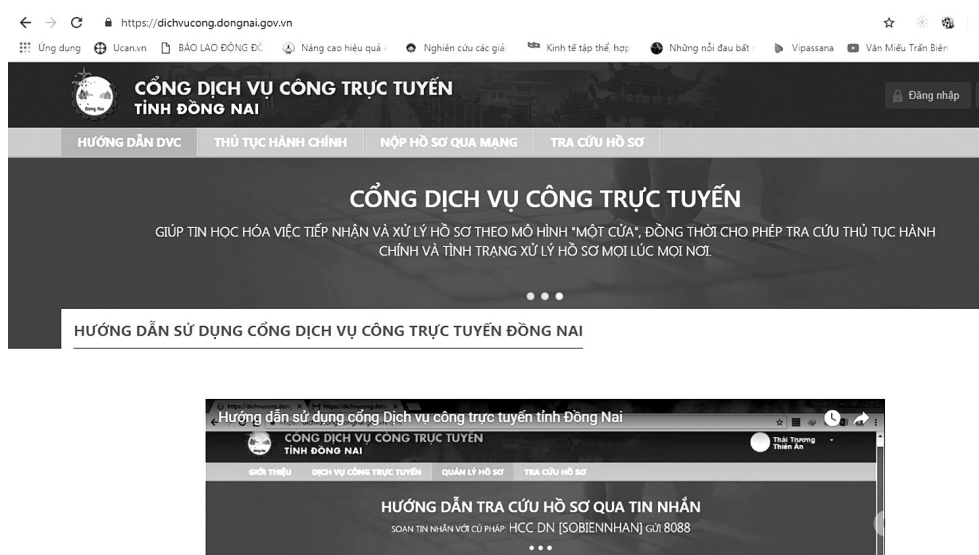 https://dichvucong.dongnai.gov.vn
Ứng dụng Ucan.vn BÁO LAO ĐỘNG ĐỒ Nâng cao hiệu quả Nghiên cứu các giải Kinh tế tập thể, hợp Những nỗi đau bất Vipassana Văn Miếu Trấn Biên
CỔNG DỊCH VỤ CÔNG TRỰC TUYẾN
TỈNH ĐỒNG NAI
Đăng nhập
HƯỚNG DẪN DVC THỦ TỤC HÀNH CHÍNH NỘP HỒ SƠ QUA MẠNG TRA CỨU HỒ SƠ
CỔNG DỊCH VỤ CÔNG TRỰC TUYẾN
GIÚP TIN HỌC HÓA VIỆC TIẾP NHẬN VÀ XỬ LÝ HỒ SƠ THEO MÔ HÌNH "MỘT CỬA", ĐỒNG THỜI CHO PHÉP TRA CỨU THỦ TỤC HÀNH
CHÍNH VÀ TÌNH TRẠNG XỬ LÝ HỒ SƠ MỌI LÚC MỌI NƠI.
HƯỚNG DẪN SỬ DỤNG CỔNG DỊCH VỤ CÔNG TRỰC TUYẾN ĐỒNG NAI
Hướng dẫn sử dụng cổng Dịch vụ công trực tuyến tỉnh Đồng Nai
CỔNG DỊCH VỤ CÔNG TRỰC TUYẾN
TỈNH ĐỒNG NAI
Thái Trương
Thiên Ân
GIỚI THIỆU DỊCH VỤ CÔNG TRỰC TUYẾN QUẢN LÝ HỒ SƠ TRA CỨU HỒ SƠ
HƯỚNG DẪN TRA CỨU HỒ SƠ QUA TIN NHẮN
SOẠN TIN NHẮN VỚI CÚ PHÁP: HCC DN [SOBIENNHAN] GỬI 8088